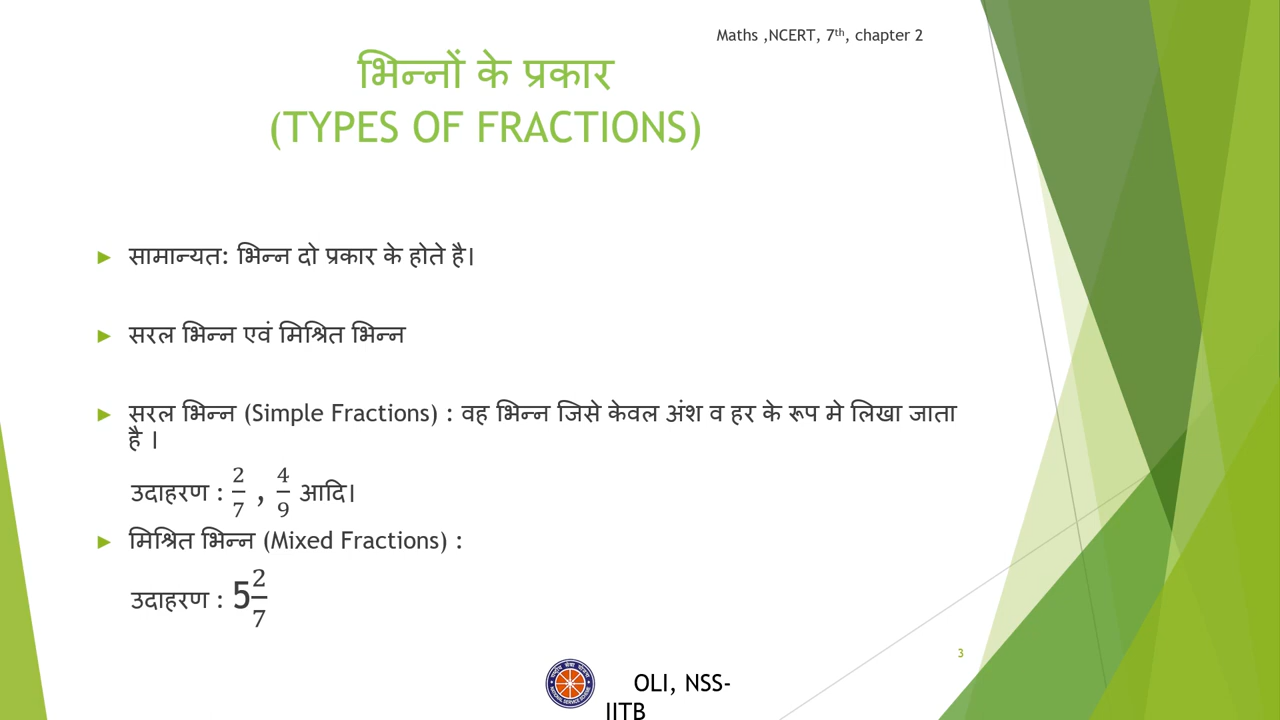 Maths ,NCERT, 7th, chapter 2
भिन्नों के प्रकार
(TYPES OF FRACTIONS)
► सामान्यत: भिन्न दो प्रकार के होते है।
► सरल भिन्न एवं मिश्रित भिन्न
► सरल भिन्न (Simple Fractions) : वह भिन्न जिसे केवल अंश व हर के रूप मे लिखा जाता
है ।
उदाहरण : 2/7 , 4/9 आदि।
► मिश्रित भिन्न (Mixed Fractions) :
उदाहरण : 5 2/7
3
OLI, NSS-
IITB